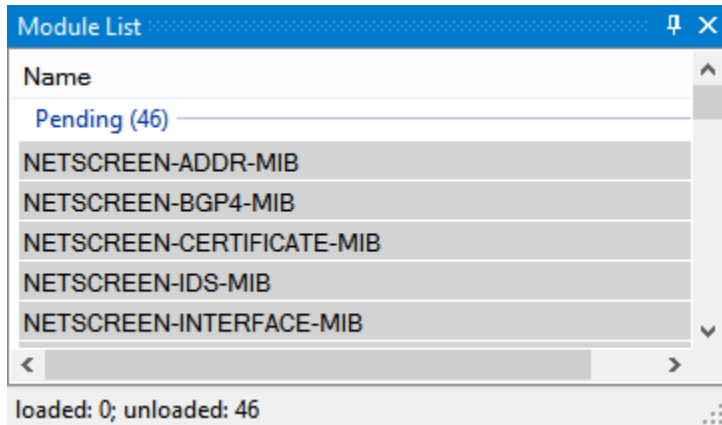 Module List
Name
Pending (46)
NETSCREEN-ADDR-MIB
NETSCREEN-BGP4-MIB
NETSCREEN-CERTIFICATE-MIB
NETSCREEN-IDS-MIB
NETSCREEN-INTERFACE-MIB
loaded: 0; unloaded: 46